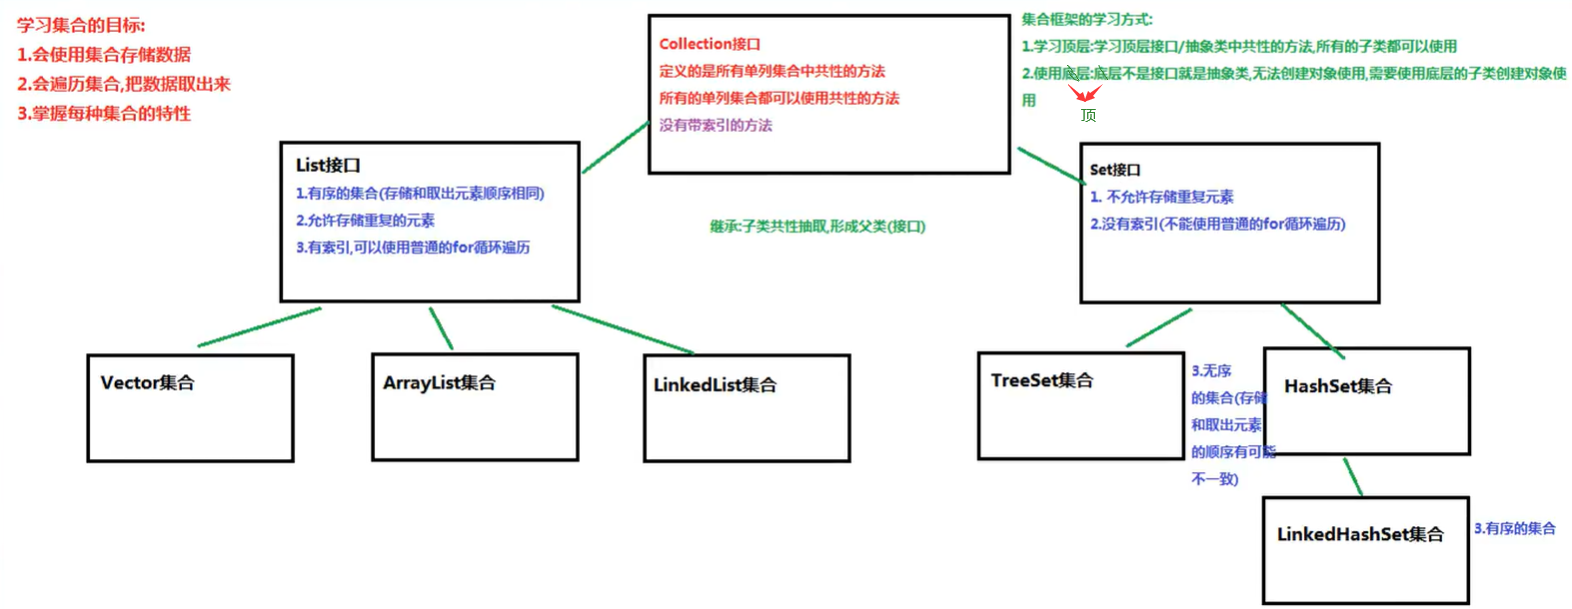 学习集合的目标:
1.会使用集合存储数据
2.会遍历集合,把数据取出来
3.掌握每种集合的特性
Collection接口
定义的是所有单列集合中共性的方法
所有的单列集合都可以使用共性的方法
没有带索引的方法
集合框架的学习方式:
1.学习顶层:学习顶层接口/抽象类中共性的方法,所有的子类都可以使用
2.使用底层:底层不是接口就是抽象类,无法创建对象使用,需要使用底层的子类创建对象使
用
顶
List接口
1.有序的集合(存储和取出元素顺序相同)
2.允许存储重复的元素
3.有索引,可以使用普通的for循环遍历
继承:子类共性抽取,形成父类(接口)
Set接口
1. 不允许存储重复元素
2.没有索引(不能使用普通的for循环遍历)
Vector集合
ArrayList集合
LinkedList集合
TreeSet集合
3.无序
的集合(存储
和取出元素
的顺序有可能
不一致)
HashSet集合
LinkedHashSet集合
3.有序的集合